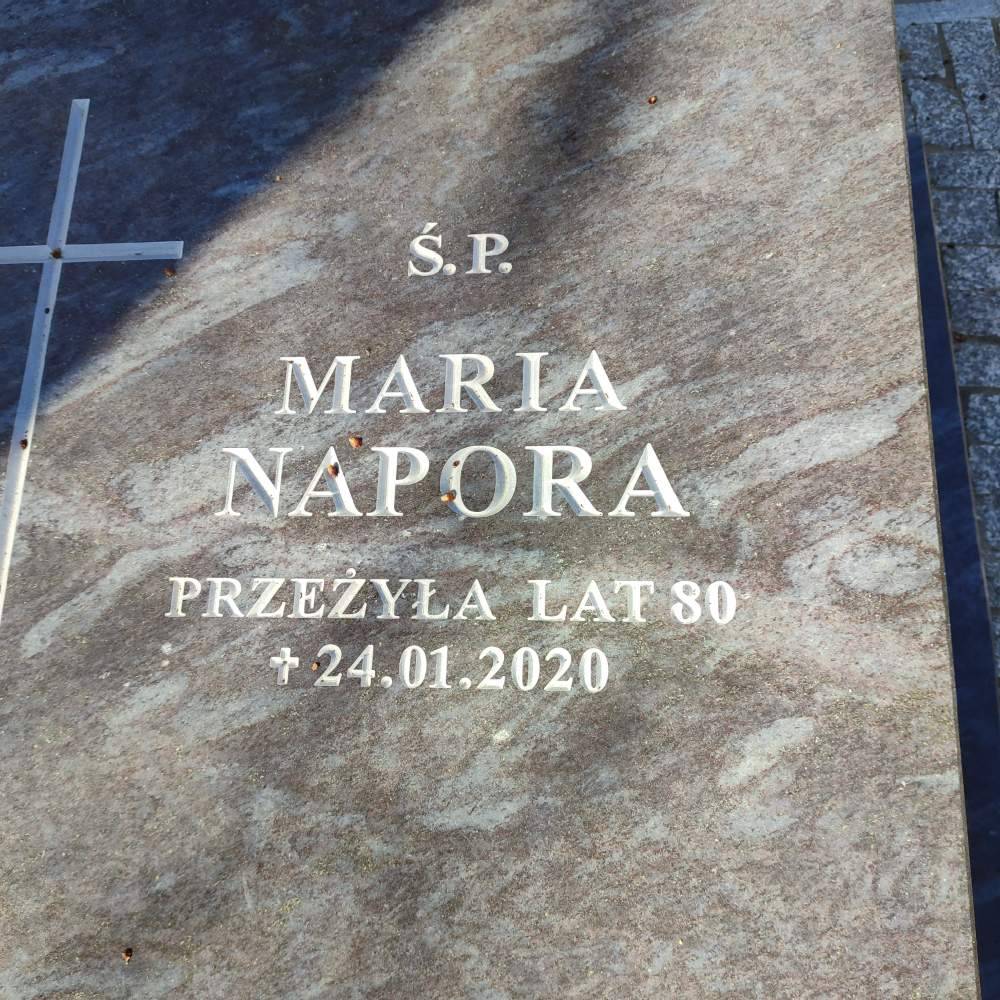 Ś.P.
MARIA
NAPORA
PRZEŻYŁA LAT 80
✝ 24.01.2020